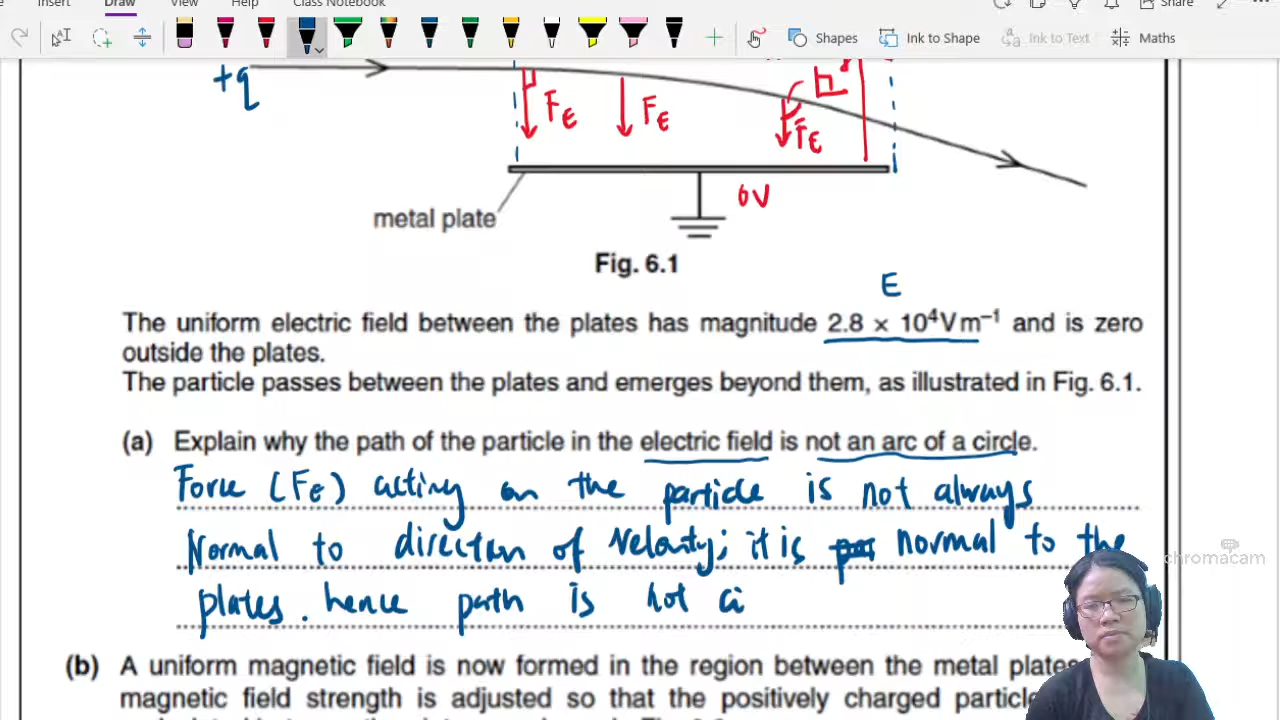 Insert Draw View Class Notebook Share
Shapes Ink to Shape Ink to Text Maths
+q
FE FE FE
0V
metal plate
Fig. 6.1
E
The uniform electric field between the plates has magnitude 2.8 × 10⁴ V m⁻¹ and is zero
outside the plates.
The particle passes between the plates and emerges beyond them, as illustrated in Fig. 6.1.
(a) Explain why the path of the particle in the electric field is not an arc of a circle.
Force (FE) acting on the particle is not always
Normal to direction of Velocity; it is normal to the
plates. hence path is not ci
chromacam
(b) A uniform magnetic field is now formed in the region between the metal plates
magnetic field strength is adjusted so that the positively charged particle